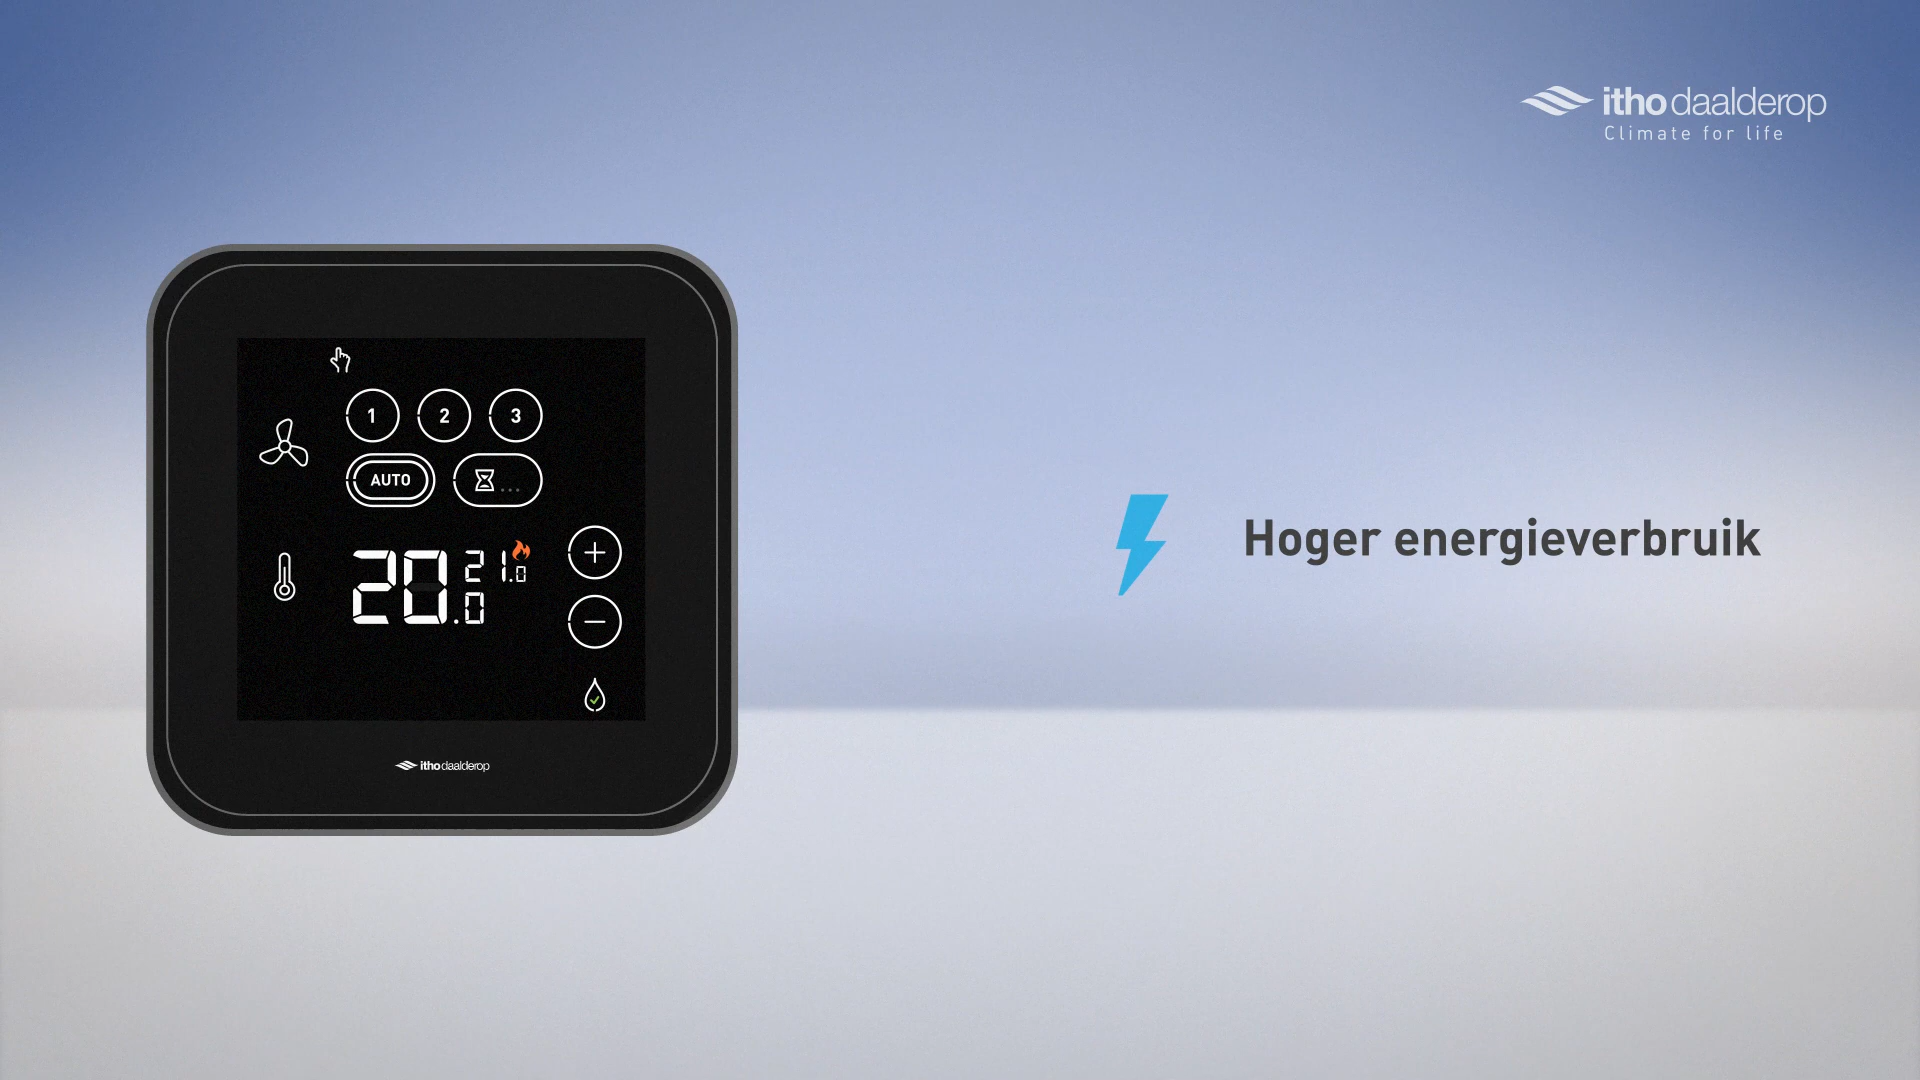 itho daalderop
Climate for life
1 2 3
AUTO ...
20.0 21.0
Hoger energieverbruik
itho daalderop